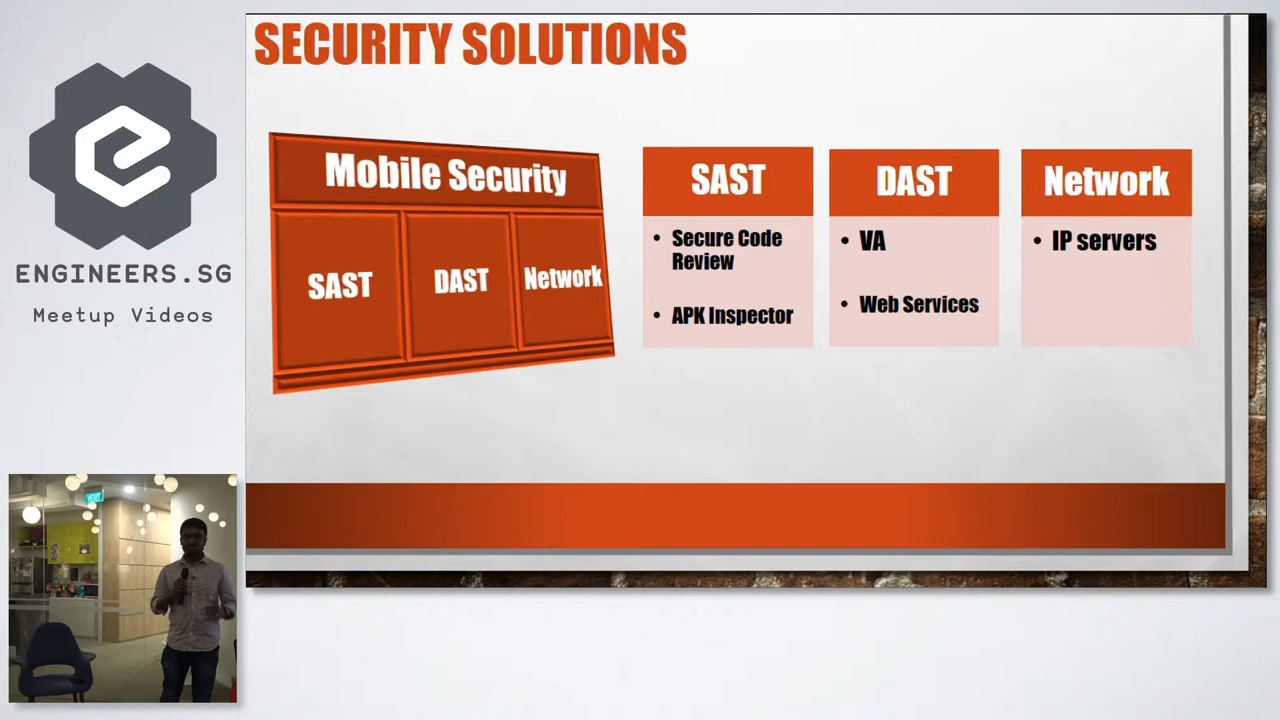 SECURITY SOLUTIONS
Mobile Security
SAST
DAST
Network
SAST
• Secure Code
Review
• APK Inspector
DAST
• VA
• Web Services
Network
• IP servers
ENGINEERS.SG
Meetup Videos
EXIT